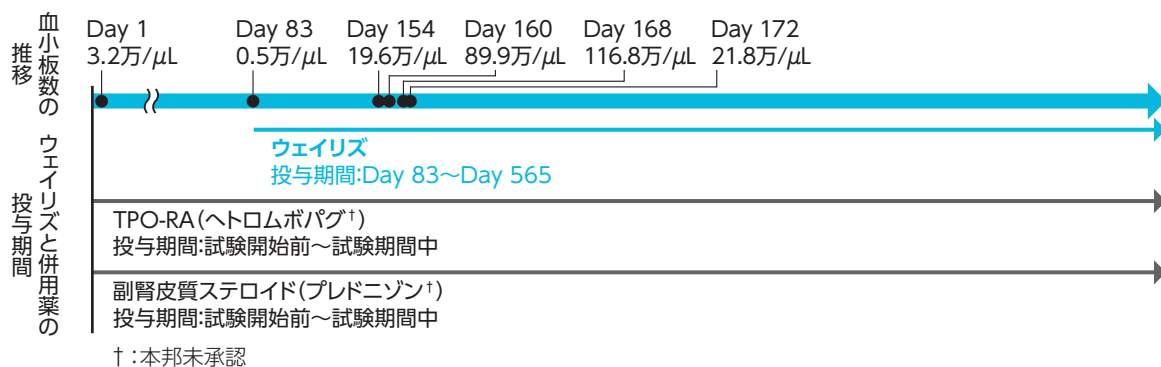 血小板数の
推移
Day 1
3.2万/μL
Day 83
0.5万/μL
Day 154
19.6万/μL
Day 160
89.9万/μL
Day 168
116.8万/μL
Day 172
21.8万/μL
ウェイリズと併用薬の
投与期間
ウェイリズ
投与期間:Day 83～Day 565
TPO-RA(ヘトロムボパグ†)
投与期間:試験開始前～試験期間中
副腎皮質ステロイド(プレドニゾン†)
投与期間:試験開始前～試験期間中
†:本邦未承認